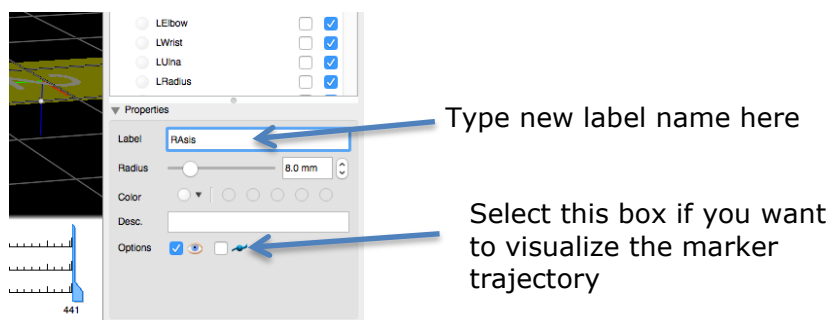 LElbow
LWrist
LUlna
LRadius
Properties
Label RAsis
Type new label name here
Radius 8.0 mm
Color
Desc.
Options
Select this box if you want
to visualize the marker
trajectory
441